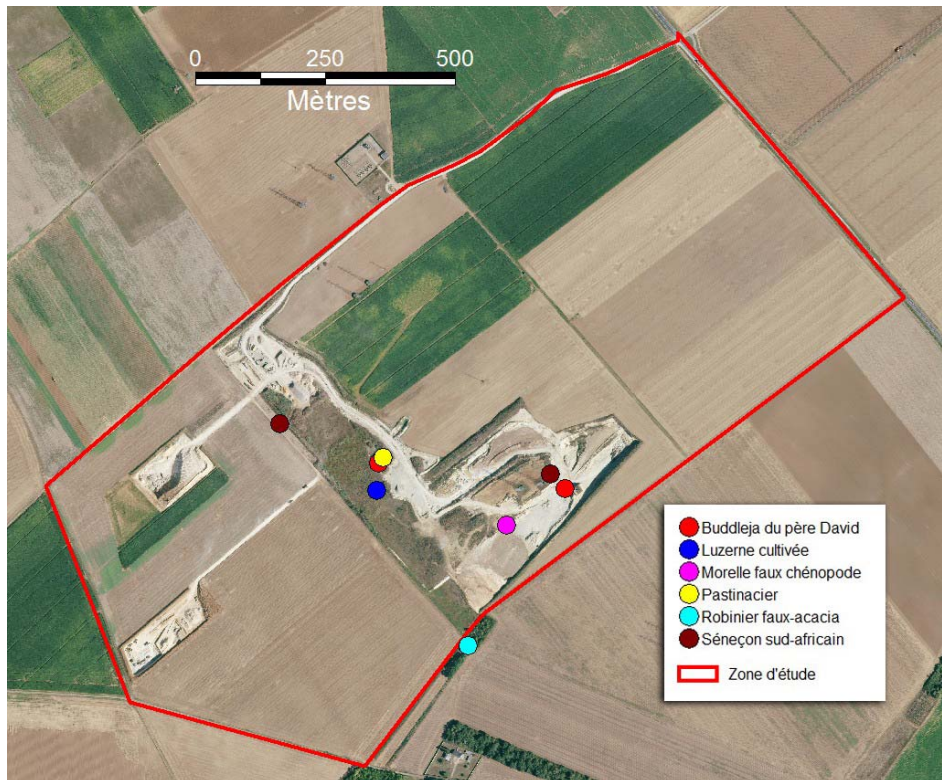 0 250 500
Mètres
Buddleja du père David
Luzerne cultivée
Morelle faux chénopode
Pastinacier
Robinier faux-acacia
Séneçon sud-africain
Zone d'étude